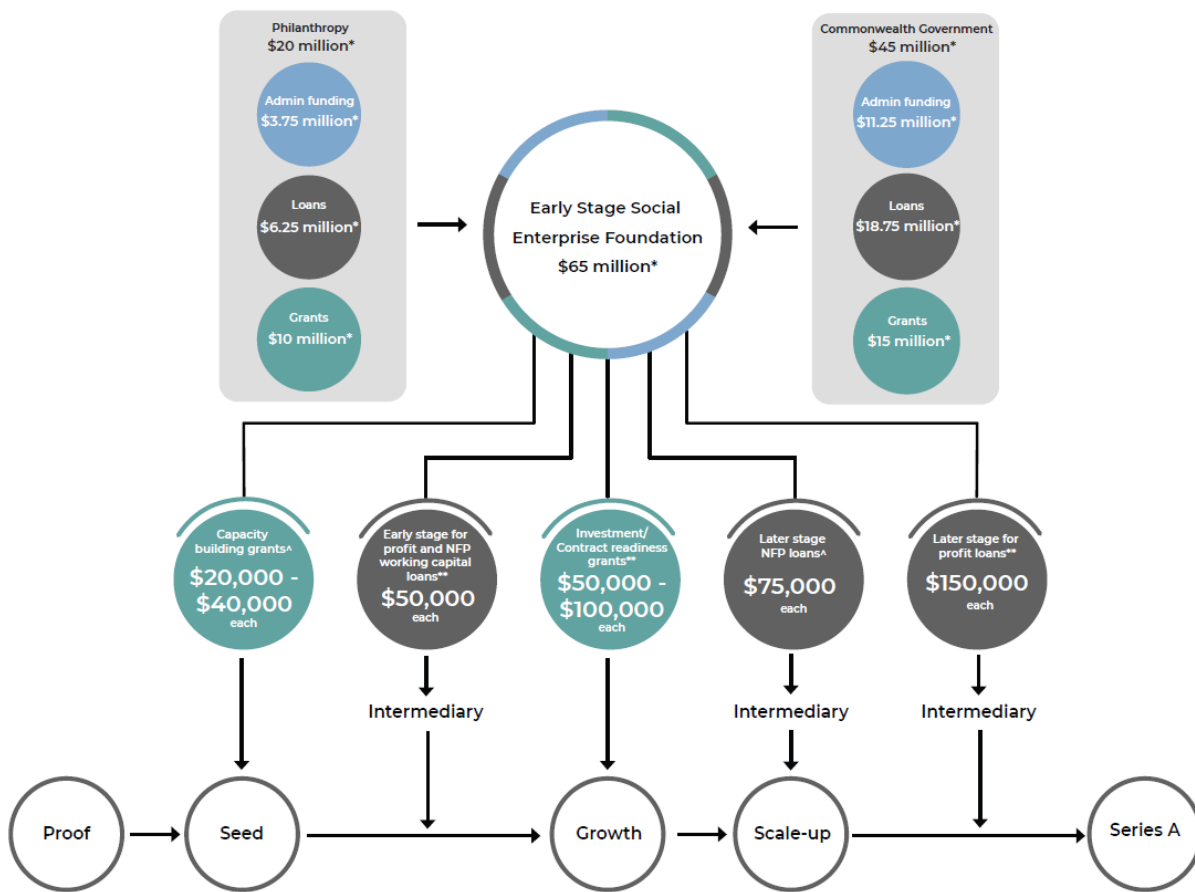 Philanthropy
$20 million*
Admin funding
$3.75 million*
Loans
$6.25 million*
Grants
$10 million*
Early Stage Social
Enterprise Foundation
$65 million*
Commonwealth Government
$45 million*
Admin funding
$11.25 million*
Loans
$18.75 million*
Grants
$15 million*
Capacity
building grants^
$20,000 -
$40,000
each
Early stage for
profit and NFP
working capital
loans**
$50,000
each
Investment/
Contract readiness
grants**
$50,000 -
$100,000
each
Later stage
NFP loans^
$75,000
each
Later stage for
profit loans**
$150,000
each
Intermediary
Intermediary
Intermediary
Proof
Seed
Growth
Scale-up
Series A